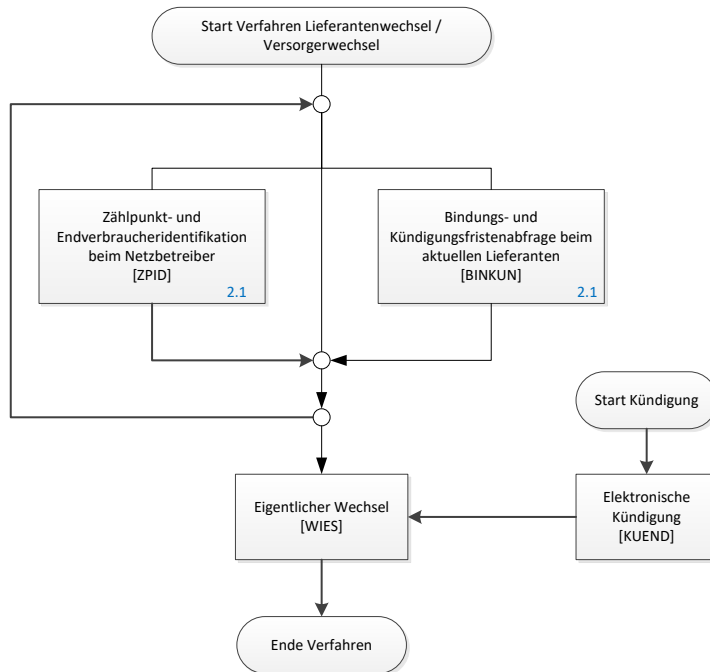 Start Verfahren Lieferantenwechsel /
Versorgerwechsel
Zählpunkt- und
Endverbraucheridentifikation
beim Netzbetreiber
[ZPID]
2.1
Bindungs- und
Kündigungsfristenabfrage beim
aktuellen Lieferanten
[BINKUN]
2.1
Start Kündigung
Eigentlicher Wechsel
[WIES]
Elektronische
Kündigung
[KUEND]
Ende Verfahren